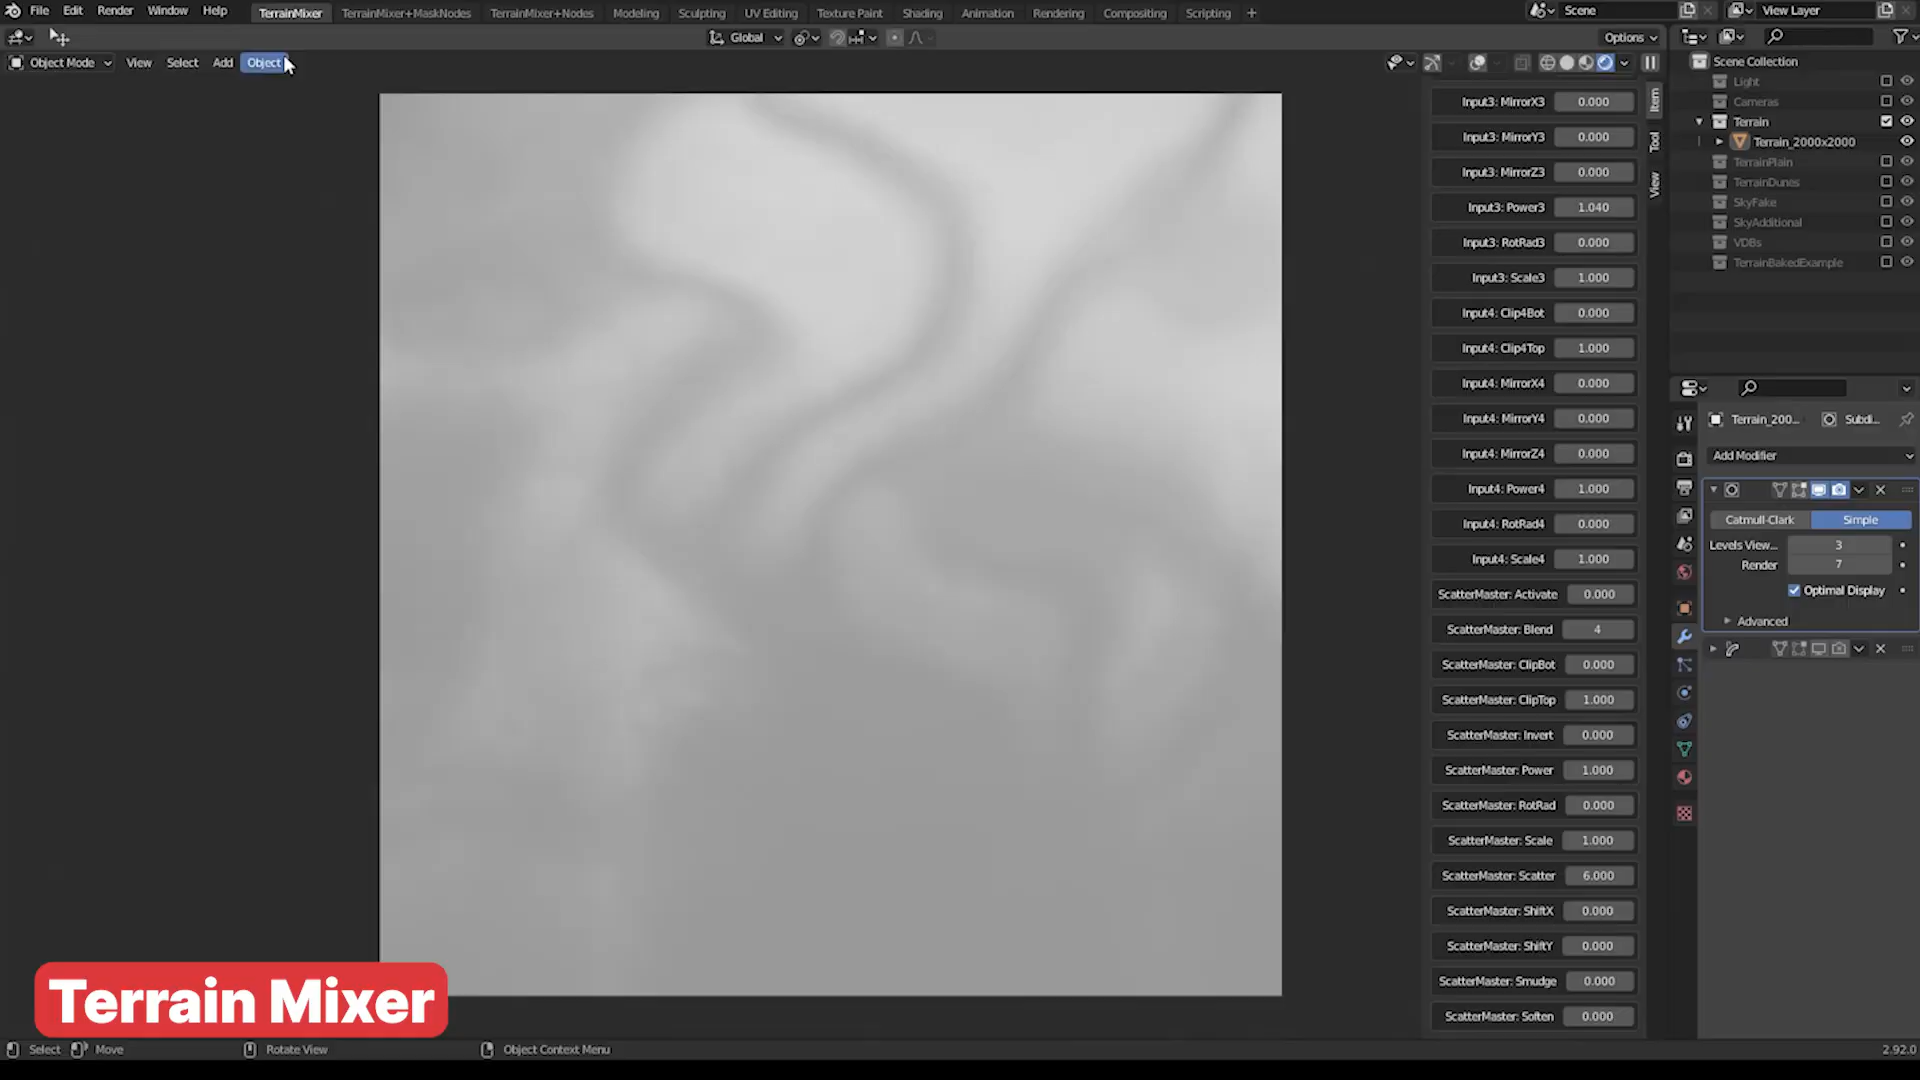 File Edit Render Window Help TerrainMixer TerrainMixer+MaskNodes TerrainMixer+Nodes Modeling Sculpting UV Editing Texture Paint Shading Animation Rendering Compositing Scripting + Scene View Layer
Global Options
Object Mode View Select Add Object
Scene Collection
Light
Cameras
Terrain
Terrain_2000x2000
TerrainPlain
TerrainDunes
SkyFake
SkyAdditional
VDBs
TerrainBakedExample
Item
Tool
View
Input3: MirrorX3 0.000
Input3: MirrorY3 0.000
Input3: MirrorZ3 0.000
Input3: Power3 1.040
Input3: RotRad3 0.000
Input3: Scale3 1.000
Input4: Clip4Bot 0.000
Input4: Clip4Top 1.000
Input4: MirrorX4 0.000
Input4: MirrorY4 0.000
Input4: MirrorZ4 0.000
Input4: Power4 1.000
Input4: RotRad4 0.000
Input4: Scale4 1.000
ScatterMaster: Activate 0.000
ScatterMaster: Blend 4
ScatterMaster: ClipBot 0.000
ScatterMaster: ClipTop 1.000
ScatterMaster: Invert 0.000
ScatterMaster: Power 1.000
ScatterMaster: RotRad 0.000
ScatterMaster: Scale 1.000
ScatterMaster: Scatter 6.000
ScatterMaster: ShiftX 0.000
ScatterMaster: ShiftY 0.000
ScatterMaster: Smudge 0.000
ScatterMaster: Soften 0.000
Terrain_200... Subdi...
Add Modifier
Catmull-Clark Simple
Levels View... 3
Render 7
Optimal Display
Advanced
Terrain Mixer
Select Move Rotate View Object Context Menu 2.92.0